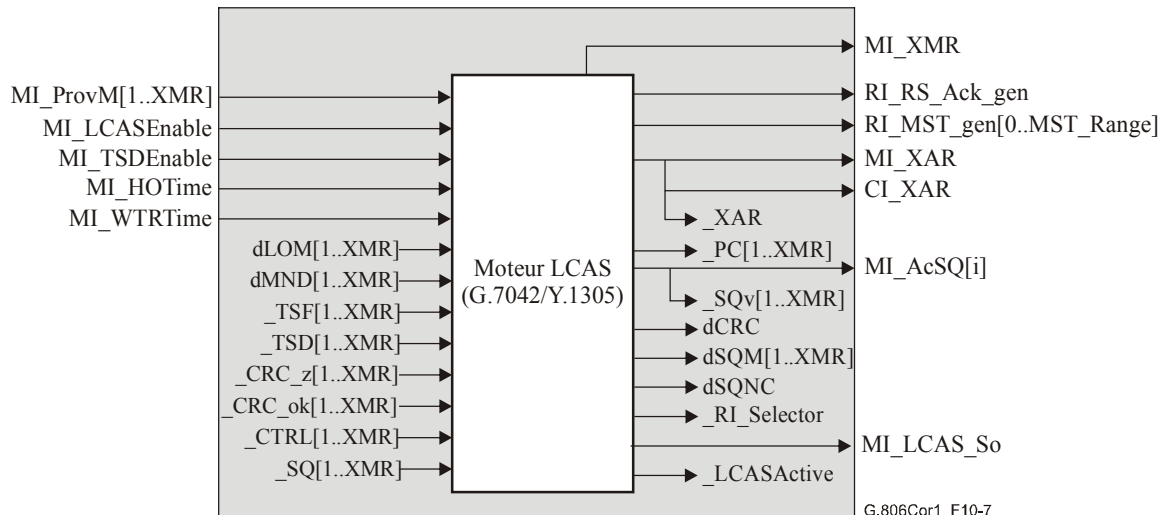 MI_XMR
MI_ProvM[1..XMR]
MI_LCASEnable
MI_TSDEnable
MI_HOTime
MI_WTRTime
dLOM[1..XMR]
dMND[1..XMR]
_TSF[1..XMR]
_TSD[1..XMR]
_CRC_z[1..XMR]
_CRC_ok[1..XMR]
_CTRL[1..XMR]
_SQ[1..XMR]
Moteur LCAS
(G.7042/Y.1305)
RI_RS_Ack_gen
RI_MST_gen[0..MST_Range]
MI_XAR
CI_XAR
_XAR
_PC[1..XMR]
MI_AcSQ[i]
_SQv[1..XMR]
dCRC
dSQM[1..XMR]
dSQNC
_RI_Selector
MI_LCAS_So
_LCASActive
G.806Cor1_F10-7